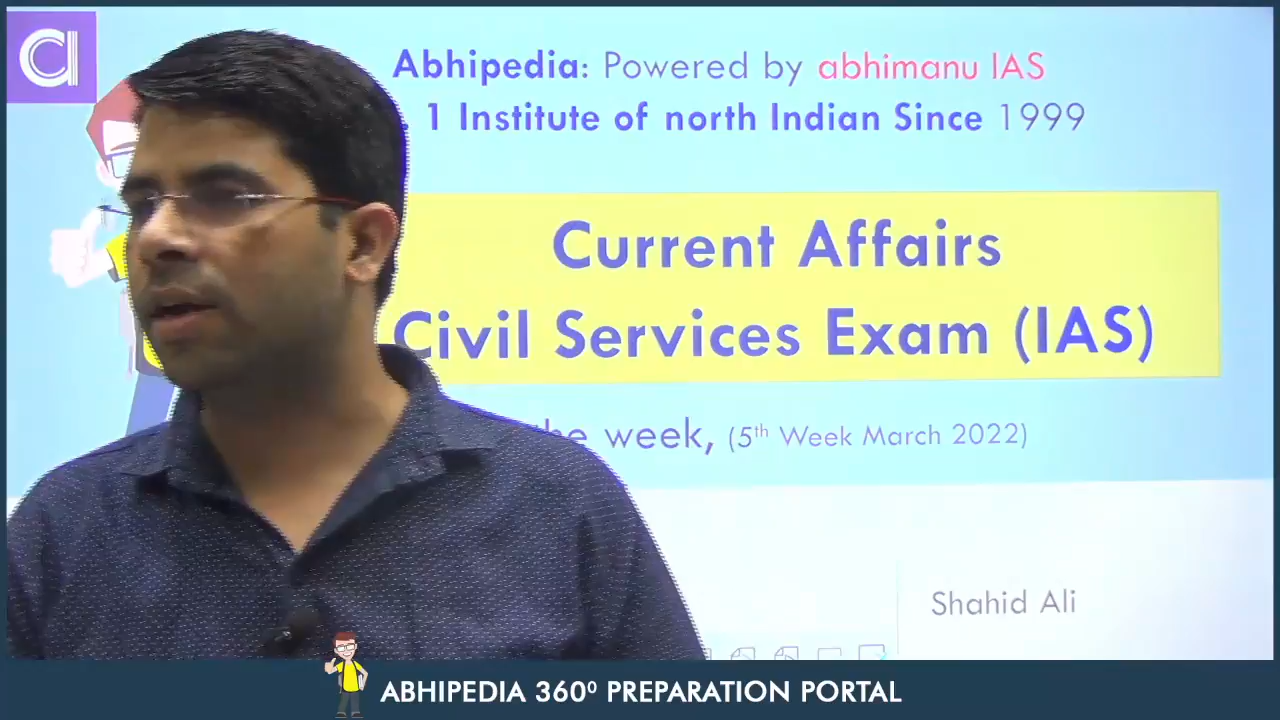 Abhipedia: Powered by abhimanu IAS
1 Institute of north Indian Since 1999
Current Affairs
Civil Services Exam (IAS)
the week, (5th Week March 2022)
Shahid Ali
ABHIPEDIA 360⁰ PREPARATION PORTAL